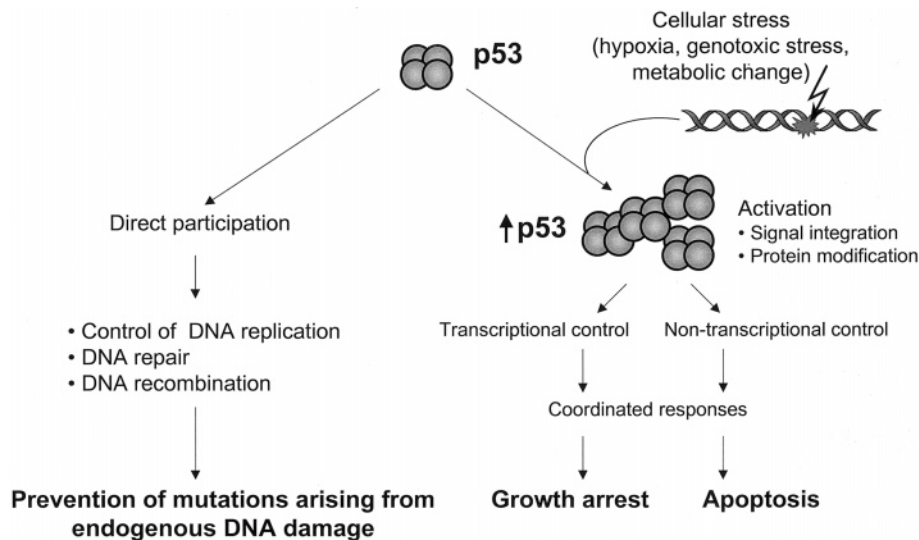 p53
Cellular stress
(hypoxia, genotoxic stress,
metabolic change)
Direct participation
p53
Activation
• Signal integration
• Protein modification
• Control of DNA replication
• DNA repair
• DNA recombination
Transcriptional control
Non-transcriptional control
Coordinated responses
Prevention of mutations arising from
endogenous DNA damage
Growth arrest
Apoptosis